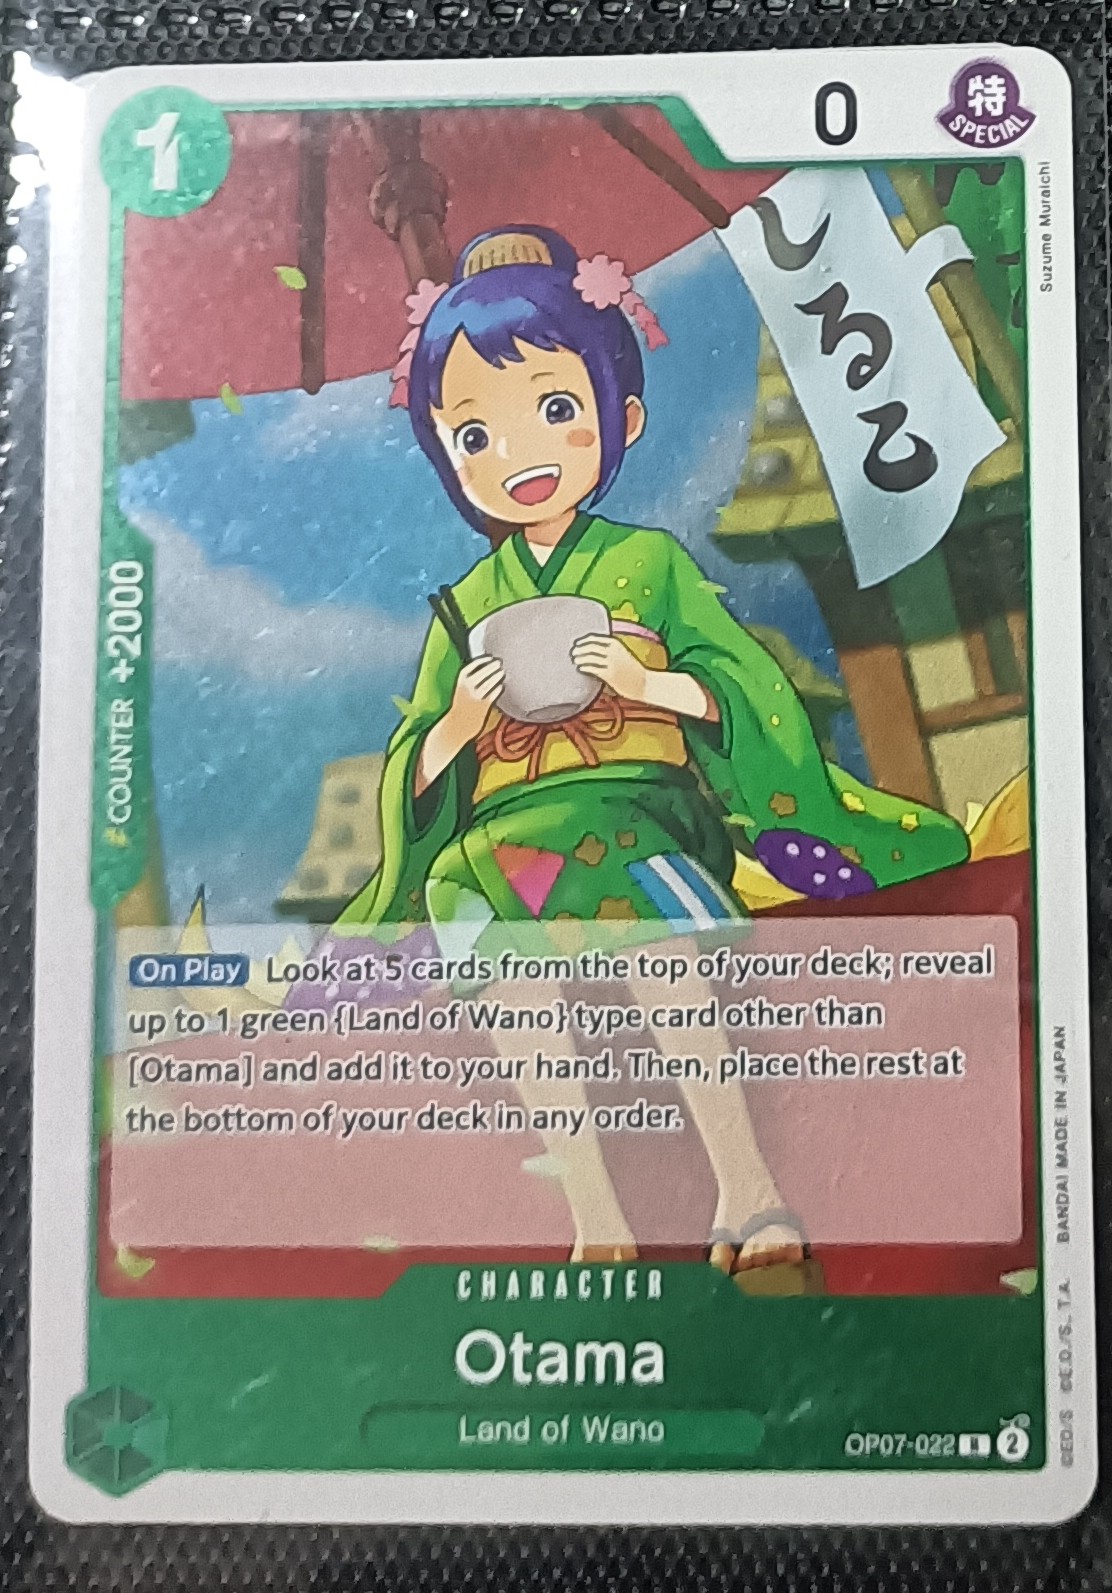 1
0
特
SPECIAL
Suzume Muraichi
しるこ
COUNTER +2000
On Play Look at 5 cards from the top of your deck; reveal
up to 1 green {Land of Wano} type card other than
[Otama] and add it to your hand. Then, place the rest at
the bottom of your deck in any order.
CHARACTER
Otama
Land of Wano
OP07-022 2
©E.O./S. ©E.O./S., T.A. BANDAI MADE IN JAPAN